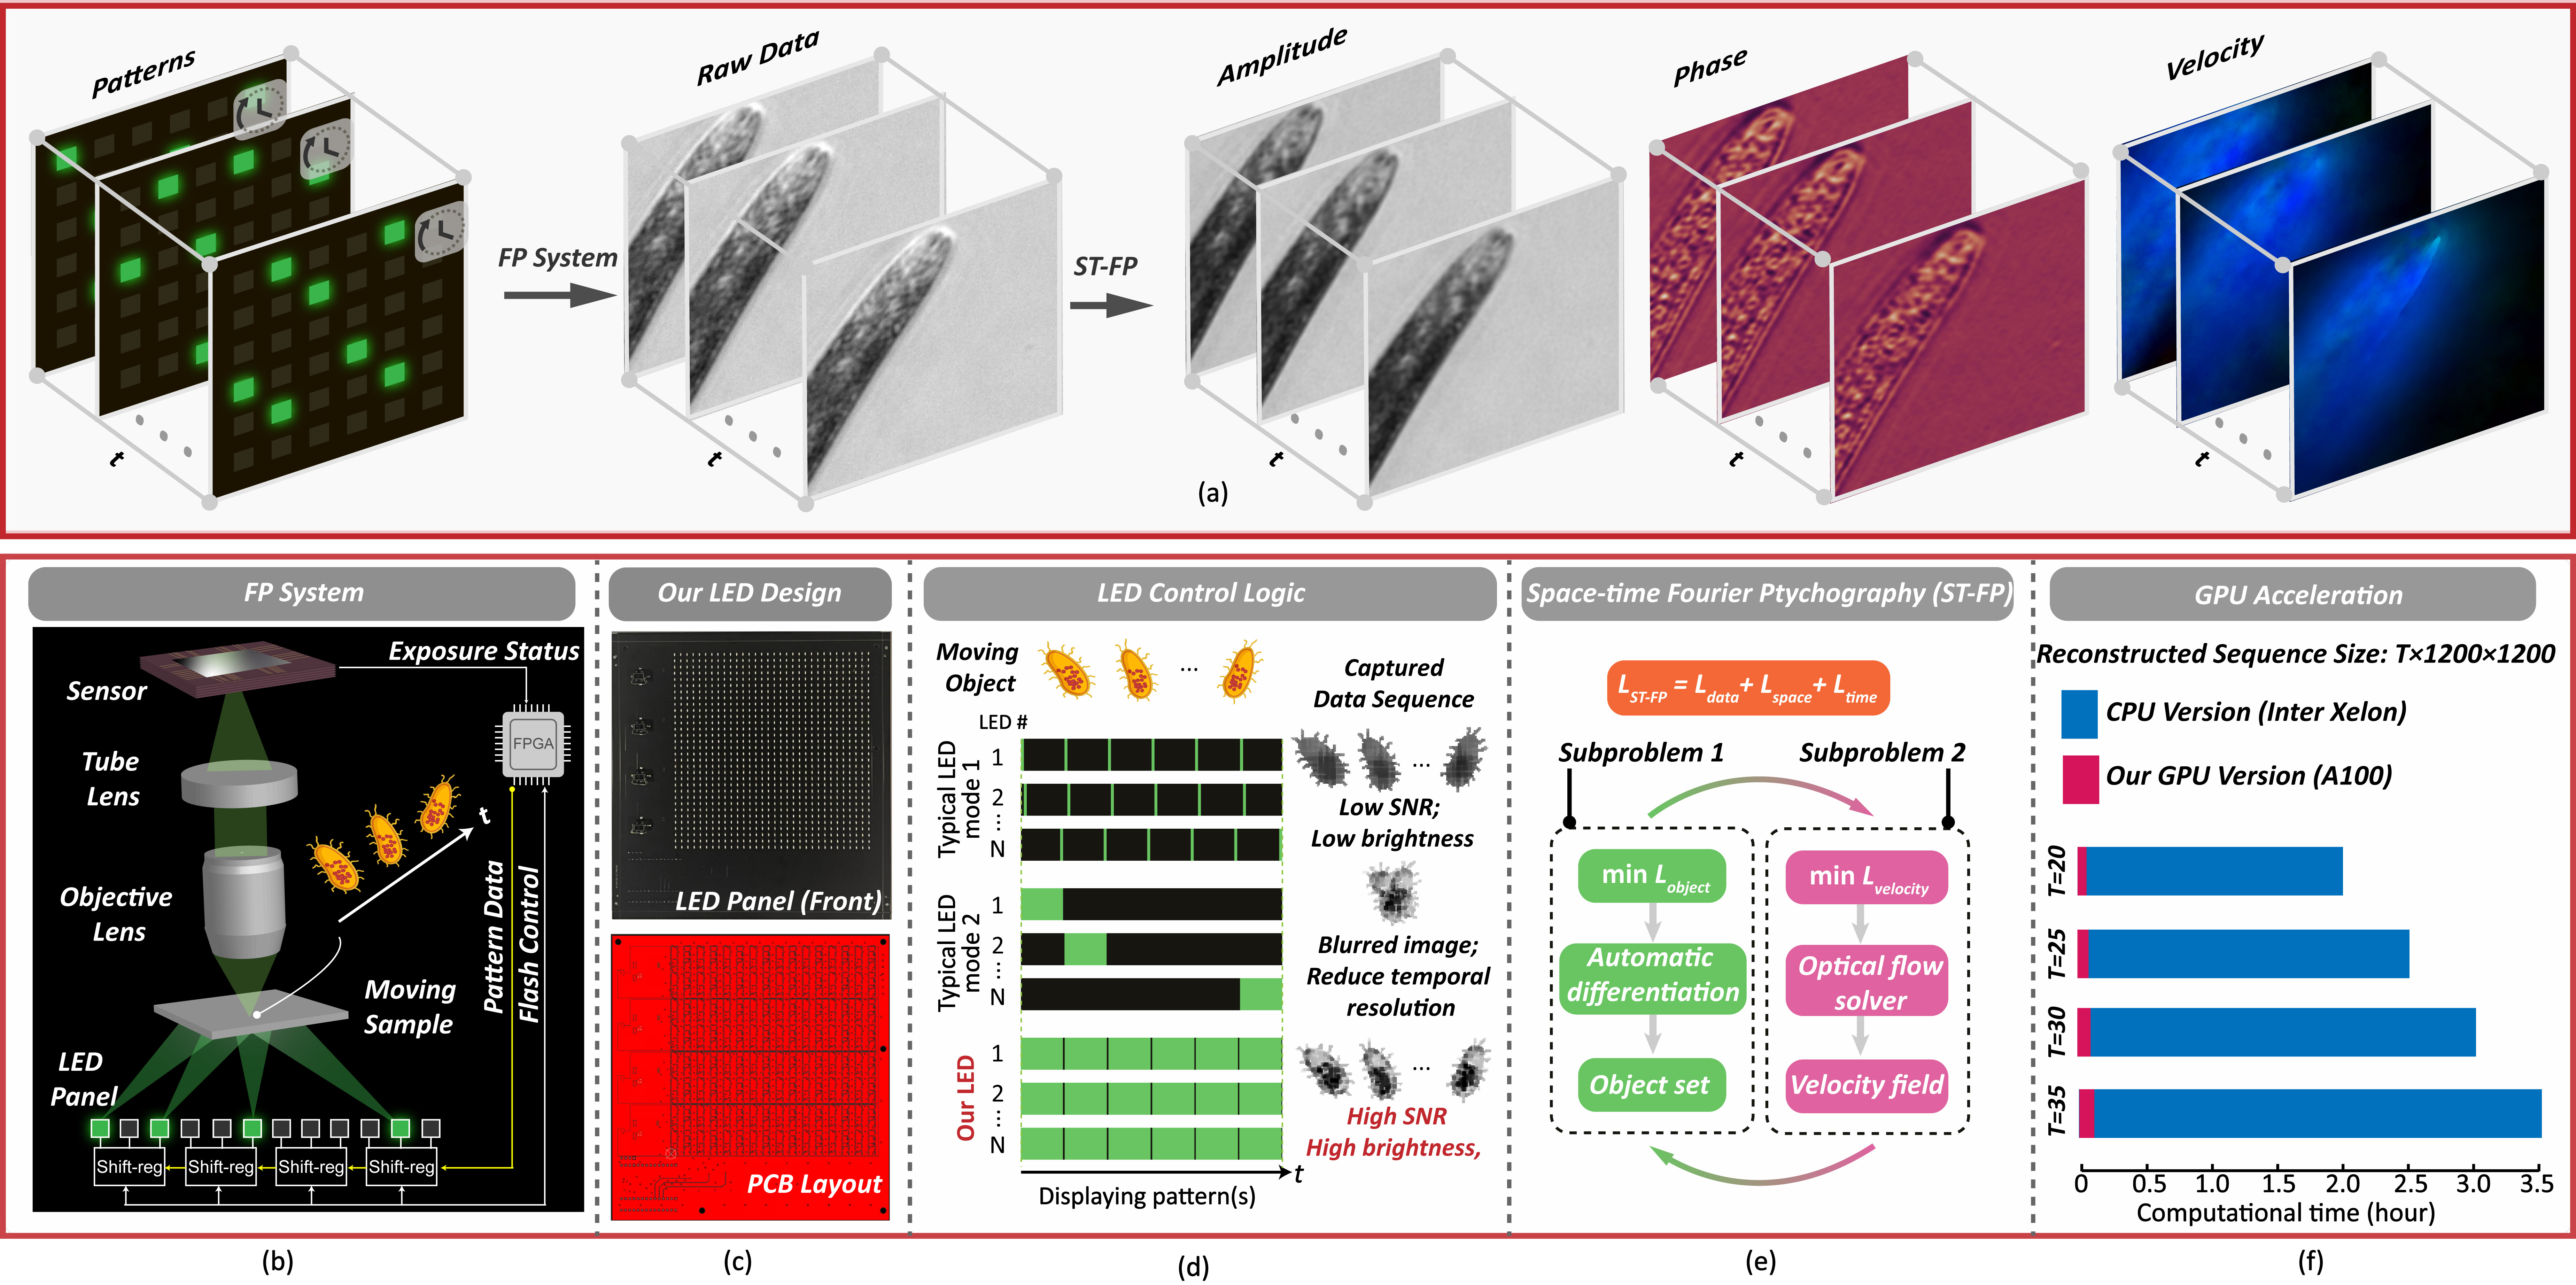 Patterns
Raw Data
Amplitude
Phase
Velocity
FP System
ST-FP
t
t
t
t
t
(a)
FP System
Exposure Status
Sensor
FPGA
Tube
Lens
t
Objective
Lens
Pattern Data
Flash Control
Moving
Sample
LED
Panel
Shift-reg
Shift-reg
Shift-reg
Shift-reg
(b)
Our LED Design
LED Panel (Front)
PCB Layout
(c)
LED Control Logic
Moving
Object
...
Captured
Data Sequence
LED #
Typical LED
mode 1
1
2
...
N
...
Low SNR;
Low brightness
Typical LED
mode 2
1
2
...
N
Blurred image;
Reduce temporal
resolution
Our LED
1
2
...
N
...
High SNR
High brightness,
t
Displaying pattern(s)
(d)
Space-time Fourier Ptychography (ST-FP)
L ST-FP = L data + L space + L time
Subproblem 1
Subproblem 2
min L object
Automatic
differentiation
Object set
min L velocity
Optical flow
solver
Velocity field
(e)
GPU Acceleration
Reconstructed Sequence Size: T×1200×1200
CPU Version (Inter Xelon)
Our GPU Version (A100)
T=20
T=25
T=30
T=35
0 0.5 1.0 1.5 2.0 2.5 3.0 3.5
Computational time (hour)
(f)